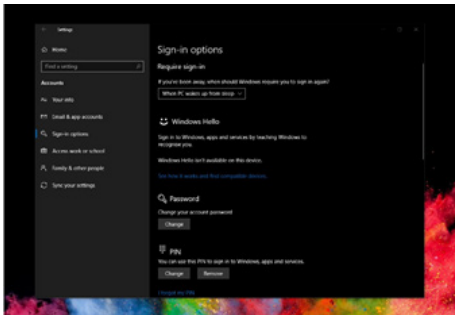 Settings
Home
Find a setting
Accounts
Your info
Email & app accounts
Sign-in options
Access work or school
Family & other people
Sync your settings
Sign-in options
Require sign-in
If you've been away, when should Windows require you to sign in again?
When PC wakes up from sleep
Windows Hello
Sign in to Windows, apps and services by teaching Windows to
recognize you.
Windows Hello isn't available on this device.
See how it works and find compatible devices.
Password
Change your account password
Change
PIN
You can use this PIN to sign in to Windows, apps and services.
Change
Remove
I forgot my PIN